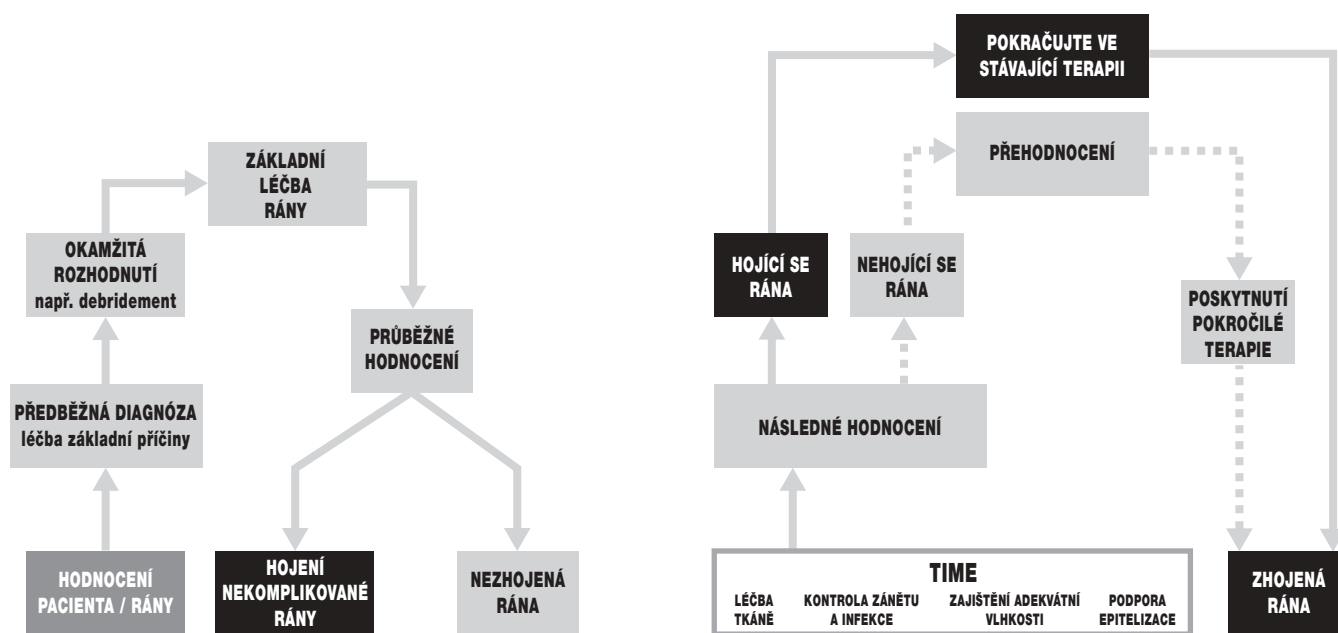 HODNOCENÍ
PACIENTA / RÁNY
PŘEDBĚŽNÁ DIAGNÓZA
léčba základní příčiny
OKAMŽITÁ
ROZHODNUTÍ
např. debridement
ZÁKLADNÍ
LÉČBA
RÁNY
PRŮBĚŽNÉ
HODNOCENÍ
HOJENÍ
NEKOMPLIKOVANÉ
RÁNY
NEZHOJENÁ
RÁNA
TIME
LÉČBA
TKÁNĚ
KONTROLA ZÁNĚTU
A INFEKCE
ZAJIŠTĚNÍ ADEKVÁTNÍ
VLHKOSTI
PODPORA
EPITELIZACE
NÁSLEDNÉ HODNOCENÍ
HOJÍCÍ SE
RÁNA
NEHOJÍCÍ SE
RÁNA
POKRAČUJTE VE
STÁVAJÍCÍ TERAPII
PŘEHODNOCENÍ
POSKYTNUTÍ
POKROČILÉ
TERAPIE
ZHOJENÁ
RÁNA